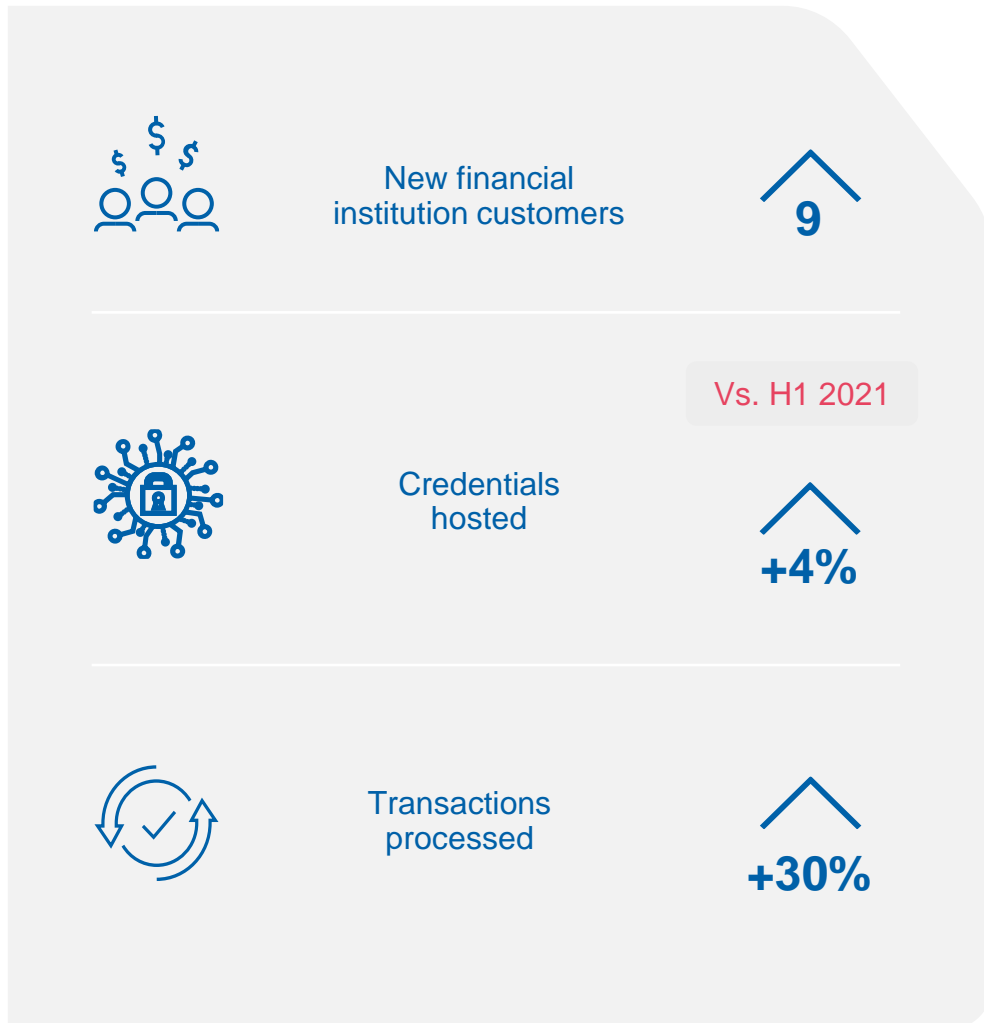 New financial
institution customers
9
Vs. H1 2021
Credentials
hosted
+4%
Transactions
processed
+30%